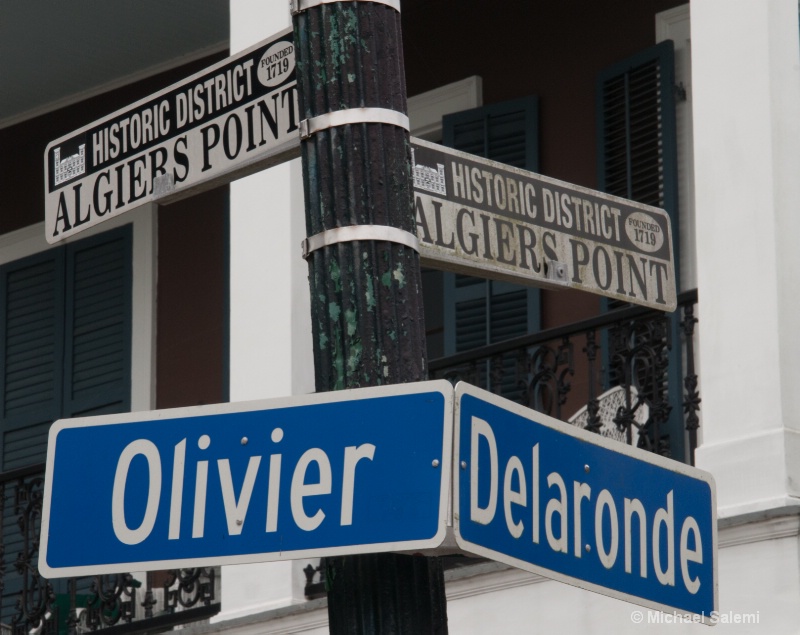 HISTORIC DISTRICT
FOUNDED
1719
ALGIERS POINT
HISTORIC DISTRICT
FOUNDED
1719
ALGIERS POINT
Olivier
Delaronde
© Michael Salemi